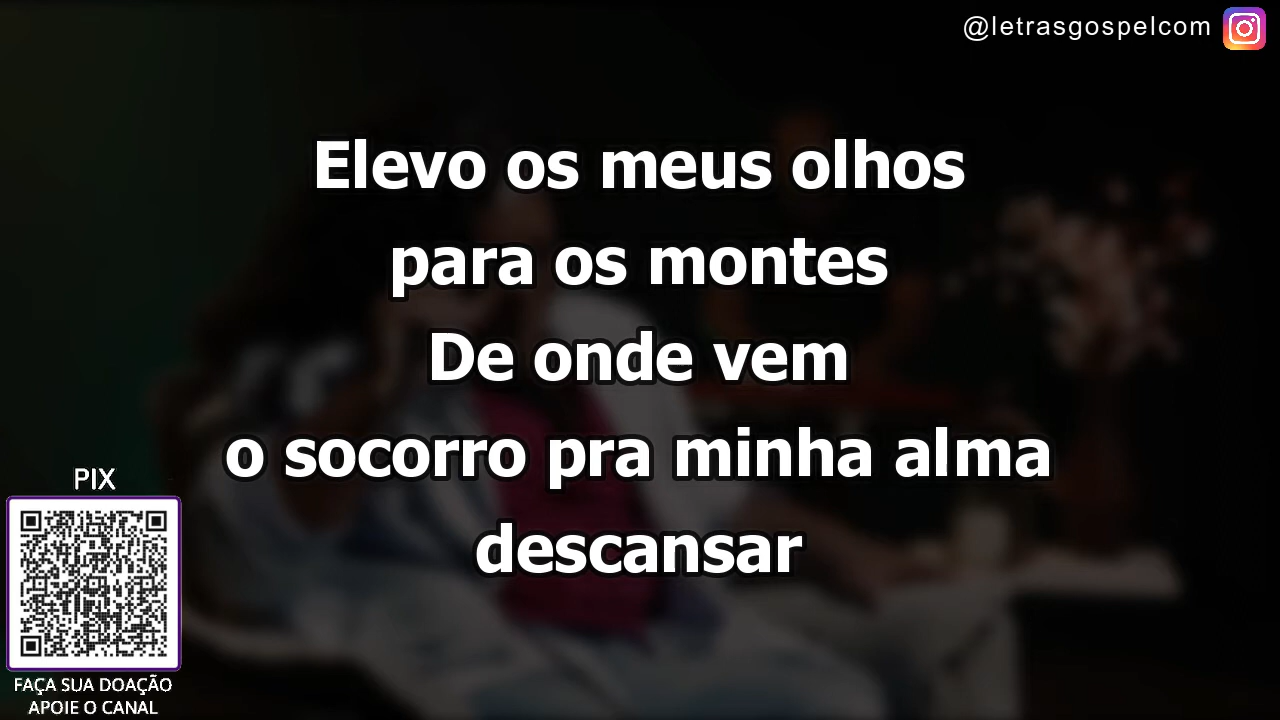 @letrasgospelcom
Elevo os meus olhos
para os montes
De onde vem
o socorro pra minha alma
descansar
PIX
FAÇA SUA DOAÇÃO
APOIE O CANAL